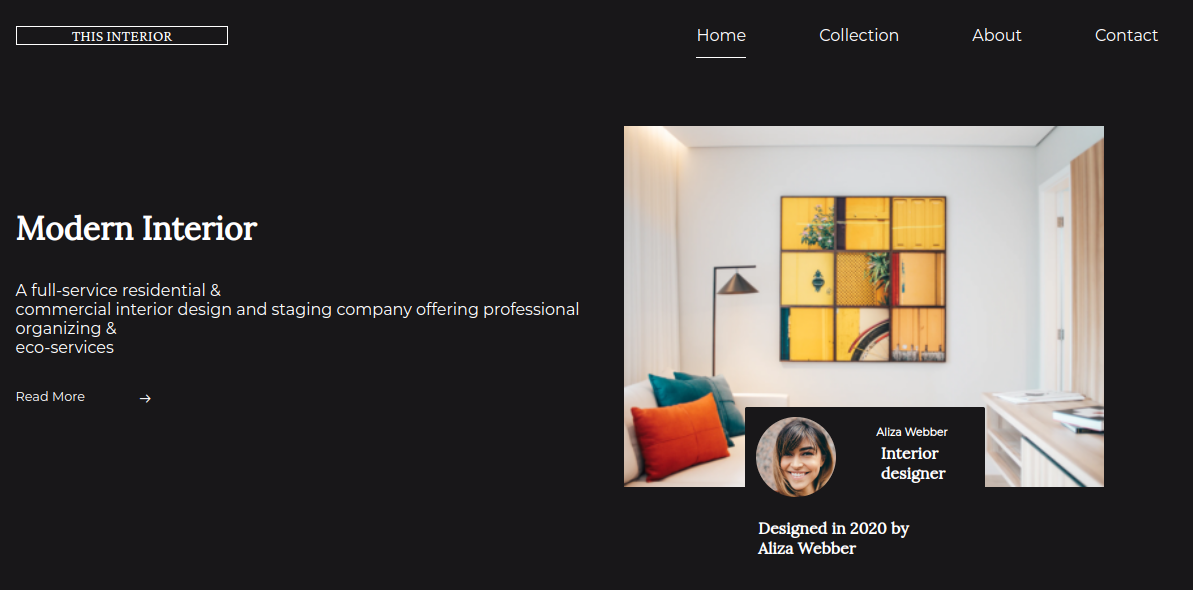 THIS INTERIOR
Home
Collection
About
Contact
Modern Interior
A full-service residential &
commercial interior design and staging company offering professional
organizing &
eco-services
Read More →
Aliza Webber
Interior
designer
Designed in 2020 by
Aliza Webber